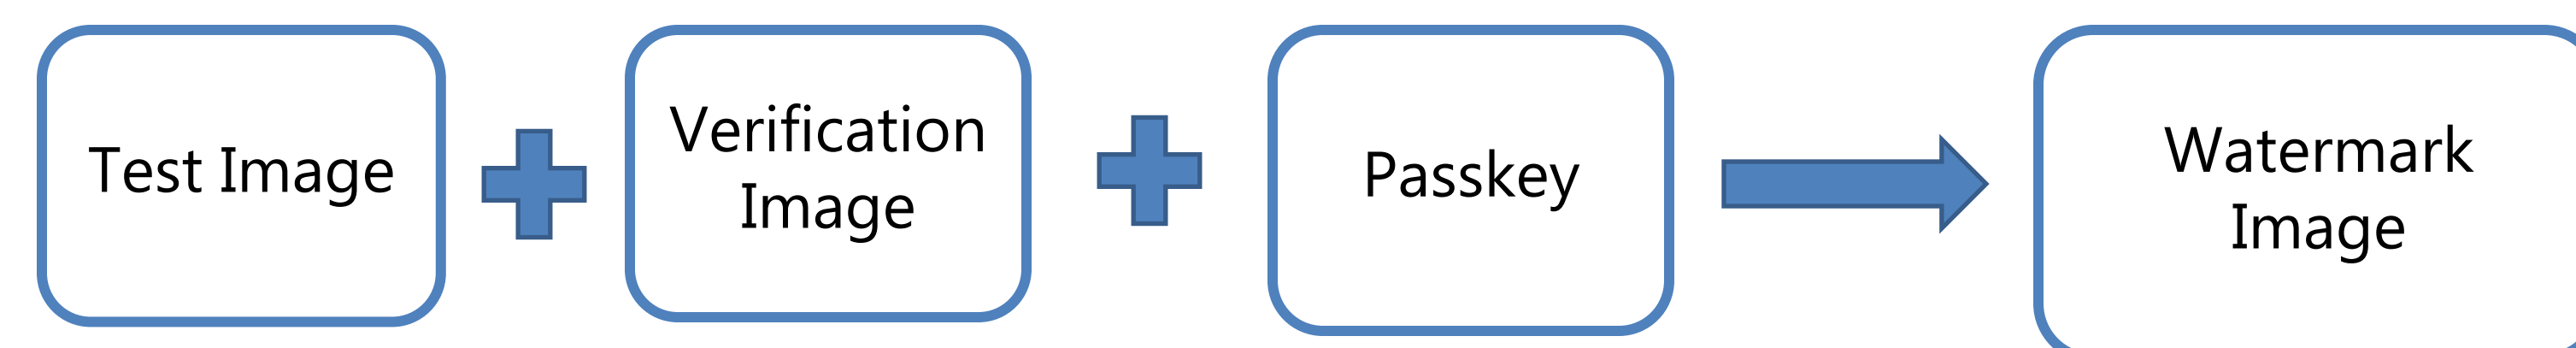 Test Image
Verification
Image
Passkey
Watermark
Image